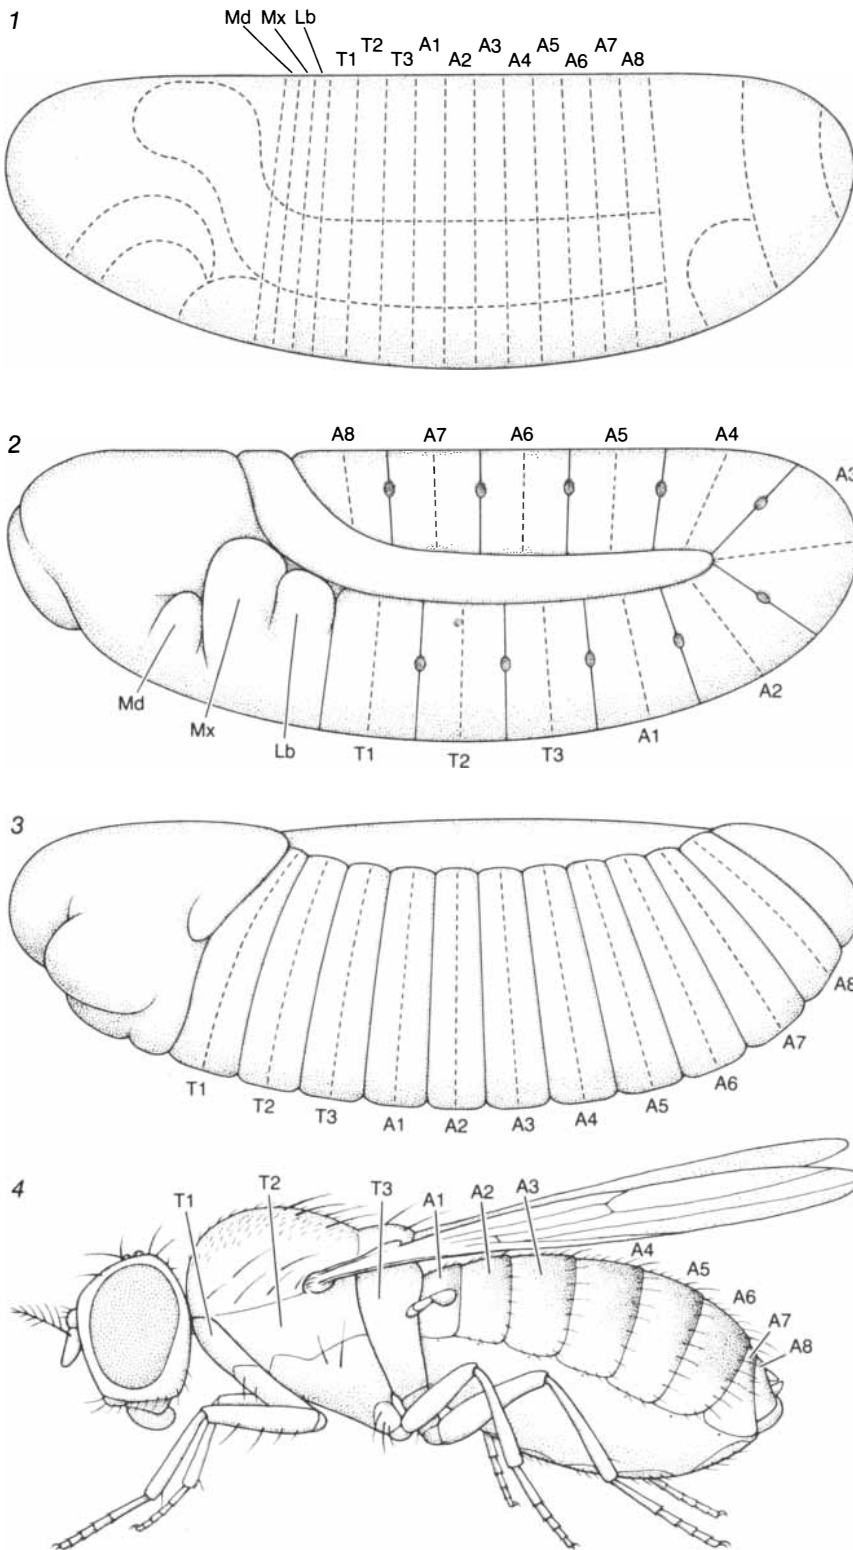 1
Md Mx Lb
T1 T2 T3 A1 A2 A3 A4 A5 A6 A7 A8
2
A8 A7 A6 A5 A4
A3
A2
Md Mx Lb T1 T2 T3 A1
3
A8
A7
T1 T2 T3 A1 A2 A3 A4 A5 A6
4
T1 T2 T3 A1 A2 A3
A4
A5
A6
A7
A8